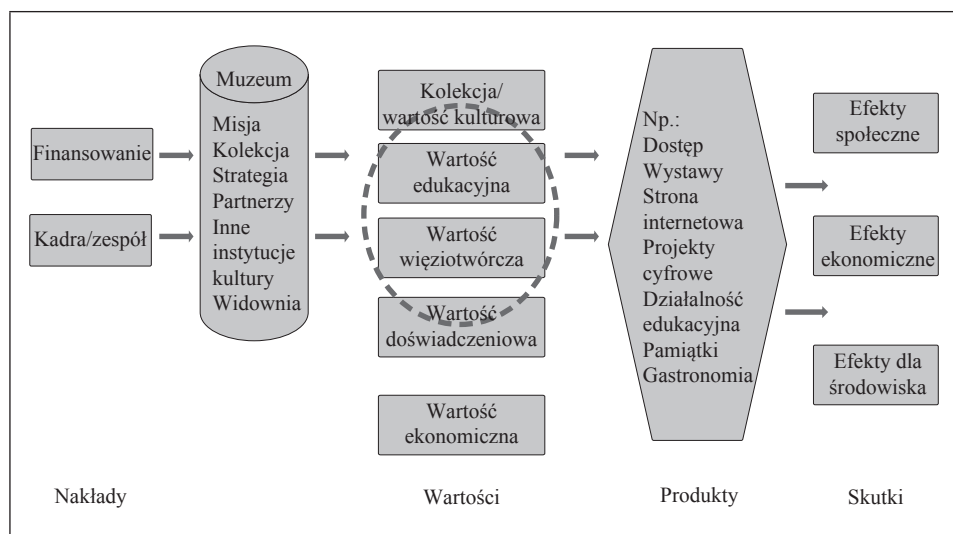 Finansowanie
Kadra/zespół
Muzeum
Misja
Kolekcja
Strategia
Partnerzy
Inne
instytucje
kultury
Widownia
Kolekcja/
wartość kulturowa
Wartość
edukacyjna
Wartość
więziotwórcza
Wartość
doświadczeniowa
Wartość
ekonomiczna
Np.:
Dostęp
Wystawy
Strona
internetowa
Projekty
cyfrowe
Działalność
edukacyjna
Pamiątki
Gastronomia
Efekty
społeczne
Efekty
ekonomiczne
Efekty dla
środowiska
Nakłady
Wartości
Produkty
Skutki